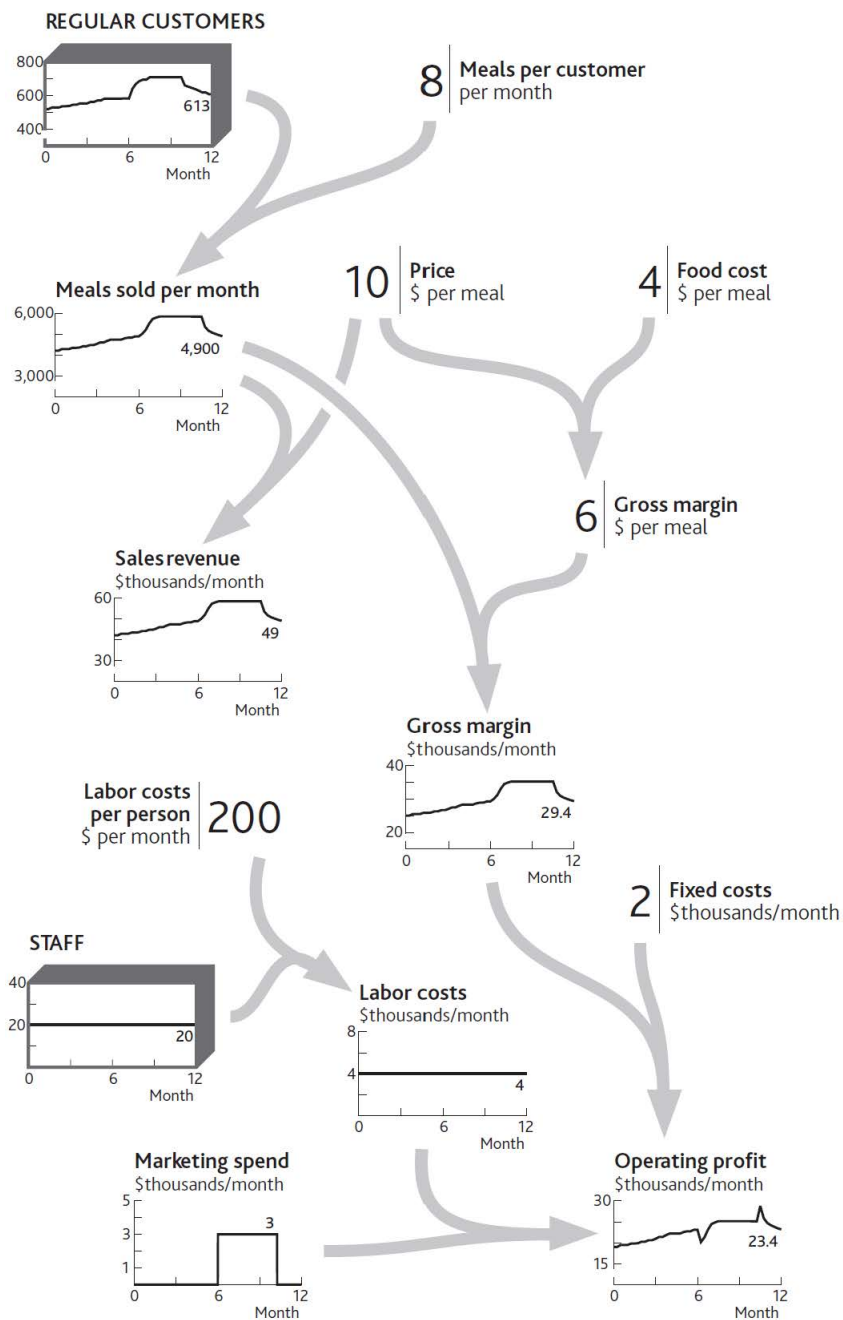 REGULAR CUSTOMERS
800
600
400
613
0
6
12
Month
8
Meals per customer
per month
Meals sold per month
6,000
3,000
4,900
0
6
12
Month
10
Price
$ per meal
4
Food cost
$ per meal
6
Gross margin
$ per meal
Sales revenue
$thousands/month
60
30
49
0
6
12
Month
Gross margin
$thousands/month
40
20
29.4
0
6
12
Month
Labor costs
per person
$ per month
200
2
Fixed costs
$thousands/month
STAFF
40
20
20
0
6
12
Month
Labor costs
$thousands/month
8
4
4
0
6
12
Month
Marketing spend
$thousands/month
5
3
1
3
0
6
12
Month
Operating profit
$thousands/month
30
15
23.4
0
6
12
Month